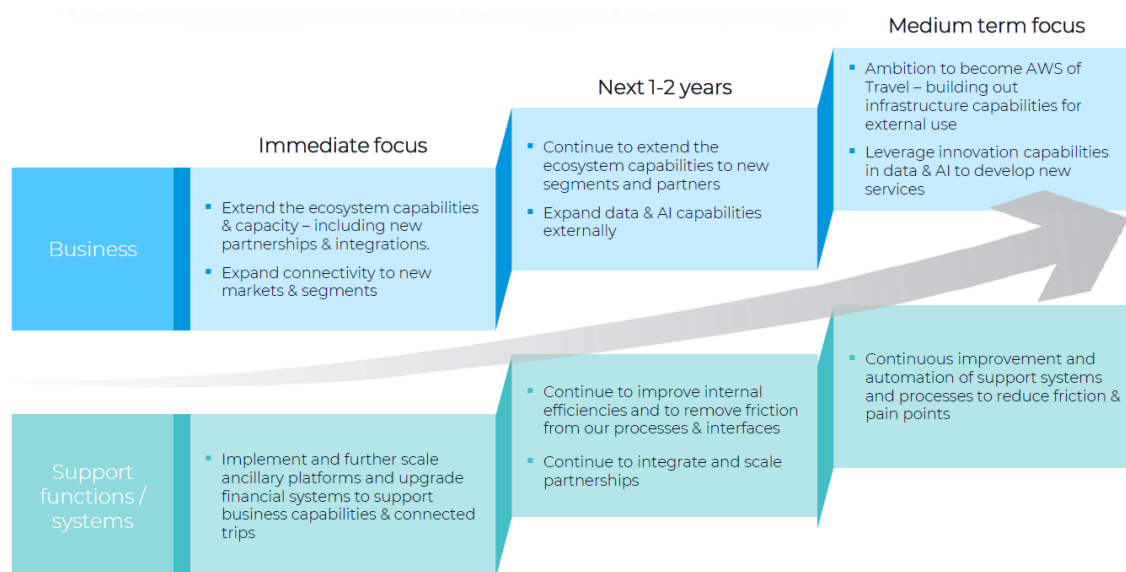 Immediate focus
Next 1-2 years
Medium term focus
Business
▪ Extend the ecosystem capabilities
& capacity – including new
partnerships & integrations.
▪ Expand connectivity to new
markets & segments
▪ Continue to extend the
ecosystem capabilities to new
segments and partners
▪ Expand data & AI capabilities
externally
▪ Ambition to become AWS of
Travel – building out
infrastructure capabilities for
external use
▪ Leverage innovation capabilities
in data & AI to develop new
services
Support
functions /
systems
▪ Implement and further scale
ancillary platforms and upgrade
financial systems to support
business capabilities & connected
trips
▪ Continue to improve internal
efficiencies and to remove friction
from our processes & interfaces
▪ Continue to integrate and scale
partnerships
▪ Continuous improvement and
automation of support systems
and processes to reduce friction &
pain points